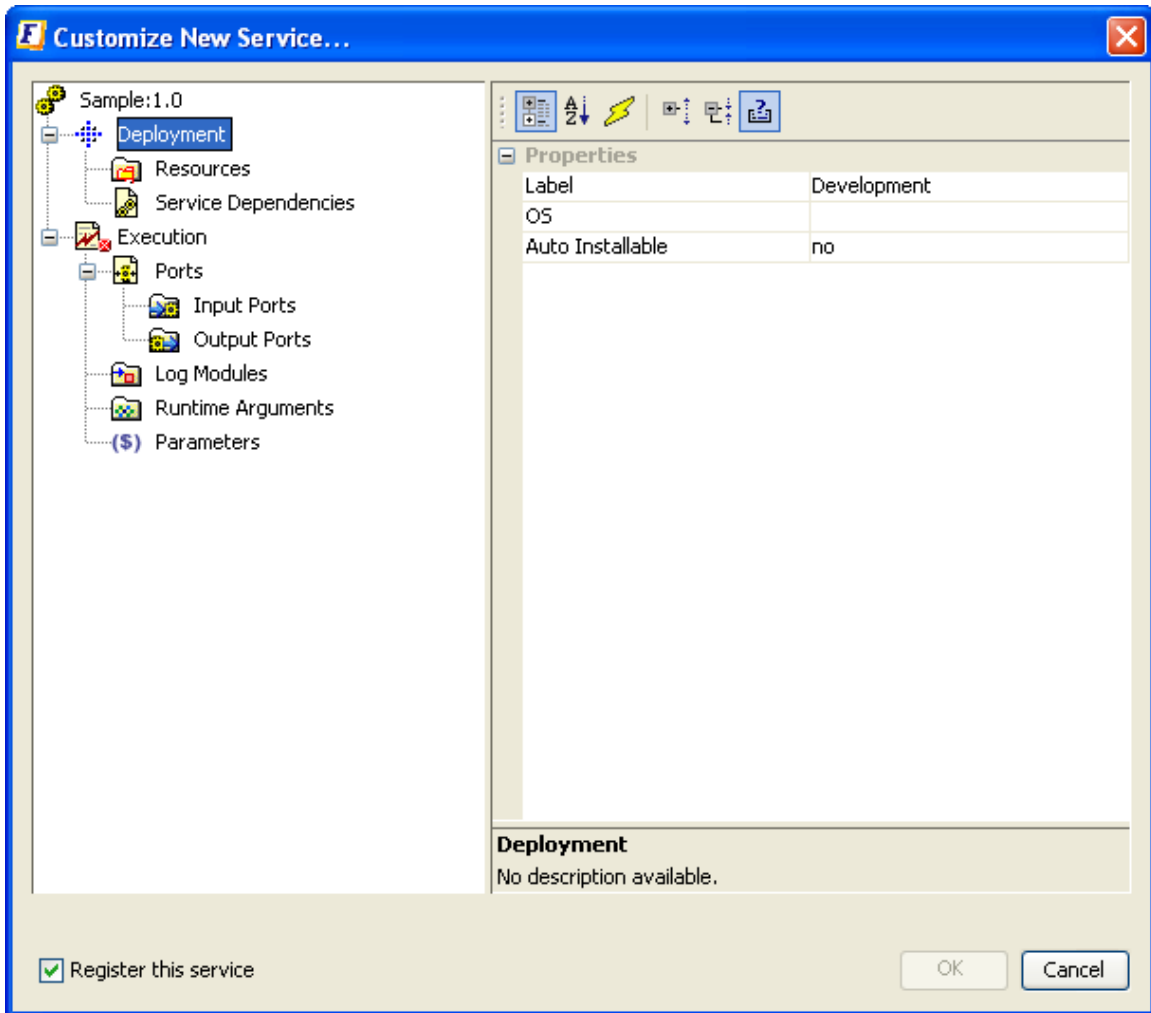 Customize New Service...
Sample:1.0
Deployment
Resources
Service Dependencies
Execution
Ports
Input Ports
Output Ports
Log Modules
Runtime Arguments
($) Parameters
Properties
Label Development
OS
Auto Installable no
Deployment
No description available.
Register this service
OK Cancel